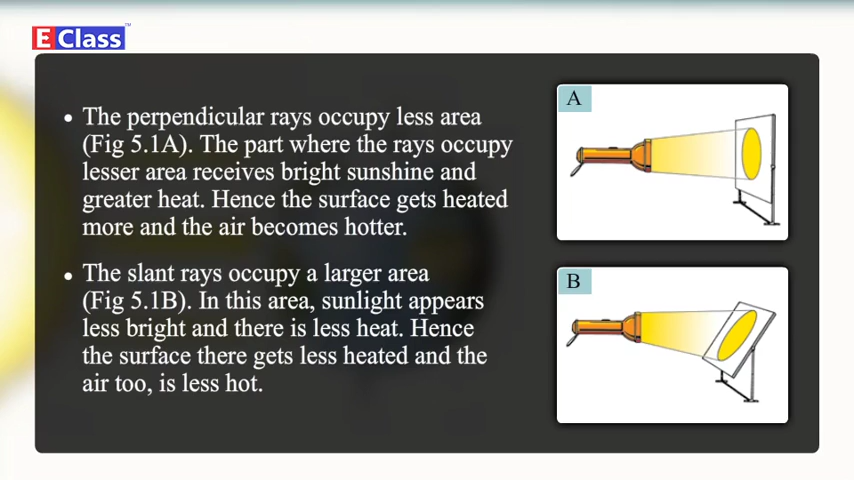 EClass™
• The perpendicular rays occupy less area
(Fig 5.1A). The part where the rays occupy
lesser area receives bright sunshine and
greater heat. Hence the surface gets heated
more and the air becomes hotter.
• The slant rays occupy a larger area
(Fig 5.1B). In this area, sunlight appears
less bright and there is less heat. Hence
the surface there gets less heated and the
air too, is less hot.
A
B